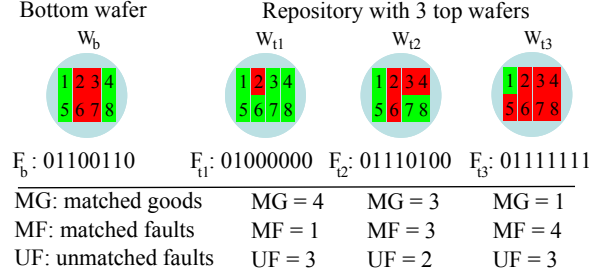 Bottom wafer Repository with 3 top wafers
W_b W_t1 W_t2 W_t3
1 2 3 4 1 2 3 4 1 2 3 4 1 2 3 4
5 6 7 8 5 6 7 8 5 6 7 8 5 6 7 8
F_b: 01100110 F_t1: 01000000 F_t2: 01110100 F_t3: 01111111
MG: matched goods MG = 4 MG = 3 MG = 1
MF: matched faults MF = 1 MF = 3 MF = 4
UF: unmatched faults UF = 3 UF = 2 UF = 3